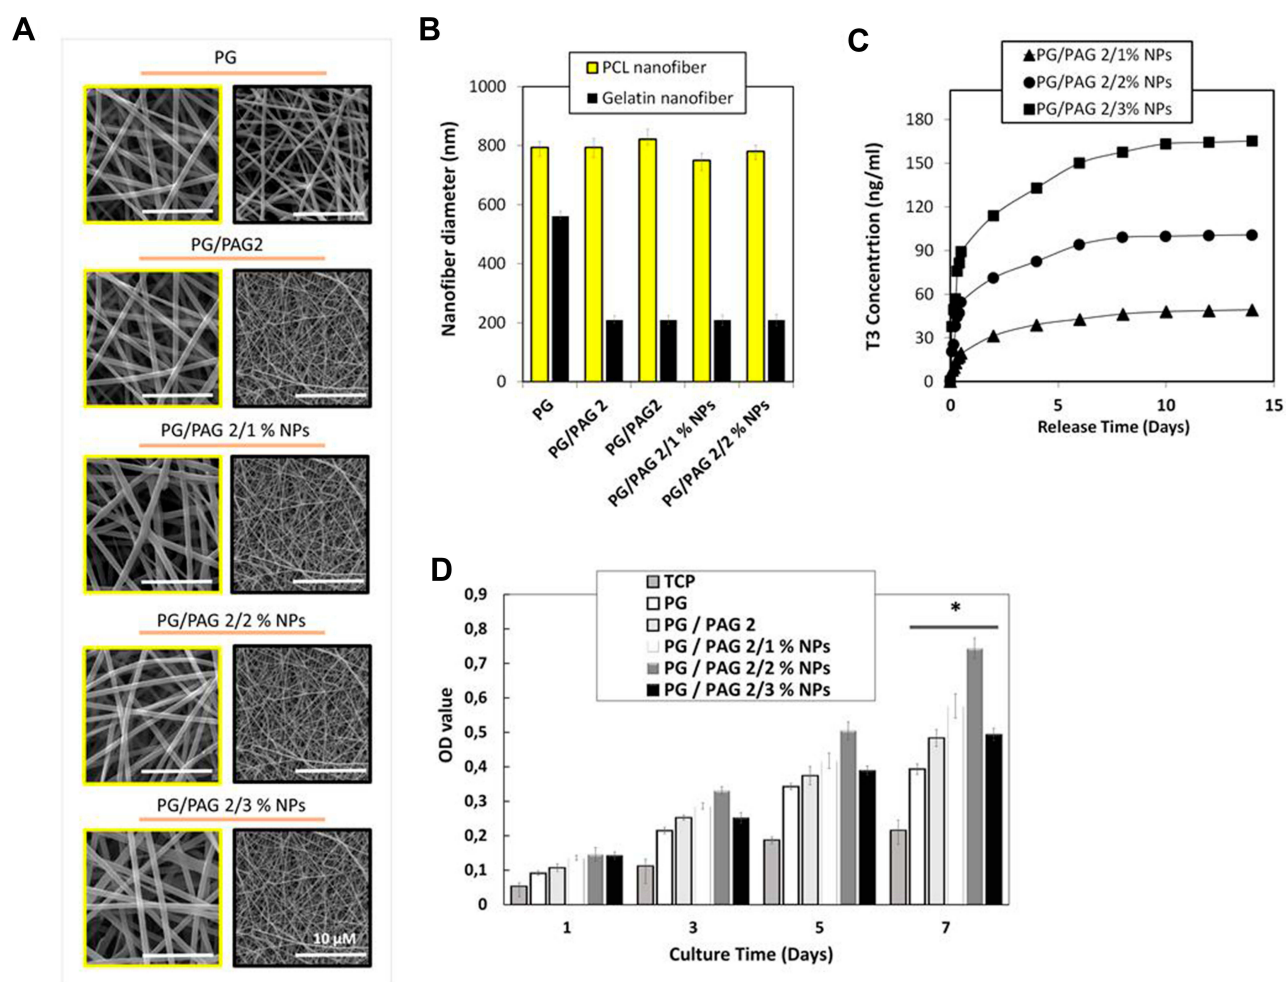 A
PG
PG/PAG2
PG/PAG 2/1 % NPs
PG/PAG 2/2 % NPs
PG/PAG 2/3 % NPs
10 µM
B
PCL nanofiber
Gelatin nanofiber
Nanofiber diameter (nm)
1000
800
600
400
200
0
PG
PG/PAG 2
PG/PAG2
PG/PAG 2/1 % NPs
PG/PAG 2/2 % NPs
C
PG/PAG 2/1% NPs
PG/PAG 2/2% NPs
PG/PAG 2/3% NPs
T3 Concentrtion (ng/ml)
180
150
120
90
60
30
0
0 5 10 15
Release Time (Days)
D
TCP
PG
PG / PAG 2
PG / PAG 2/1 % NPs
PG / PAG 2/2 % NPs
PG / PAG 2/3 % NPs
*
OD value
0,9
0,8
0,7
0,6
0,5
0,4
0,3
0,2
0,1
0
1 3 5 7
Culture Time (Days)